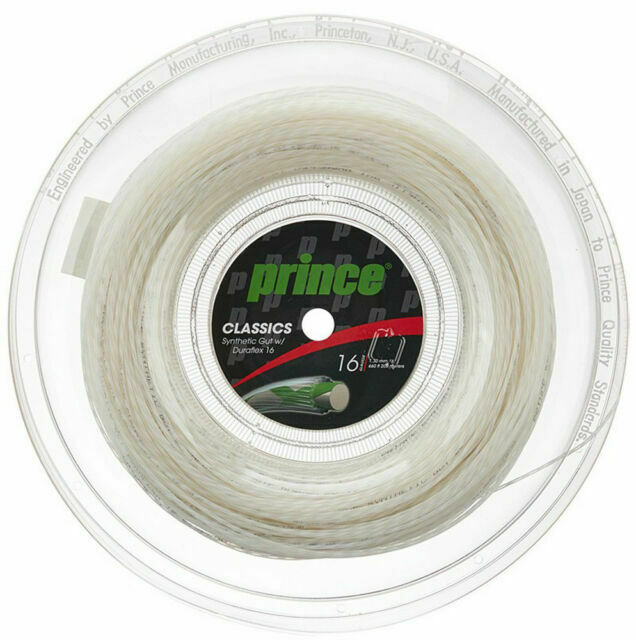 Engineered by Prince Manufacturing, Inc., Princeton, N.J., U.S.A. Manufactured in Japan to Prince Quality Standards.
prince®
CLASSICS
Synthetic Gut w/
Duraflex 16
16
1.30 mm,
660 ft 200 meters